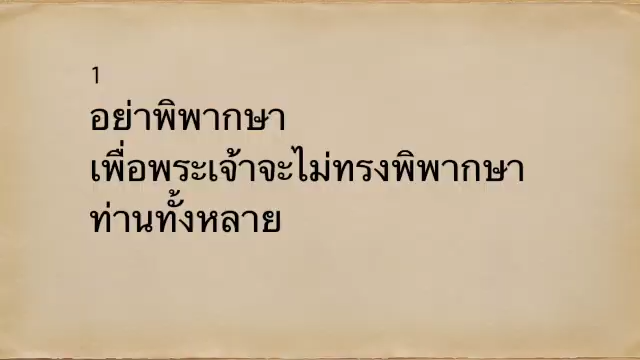 1
อย่าพิพากษา
เพื่อพระเจ้าจะไม่ทรงพิพากษา
ท่านทั้งหลาย